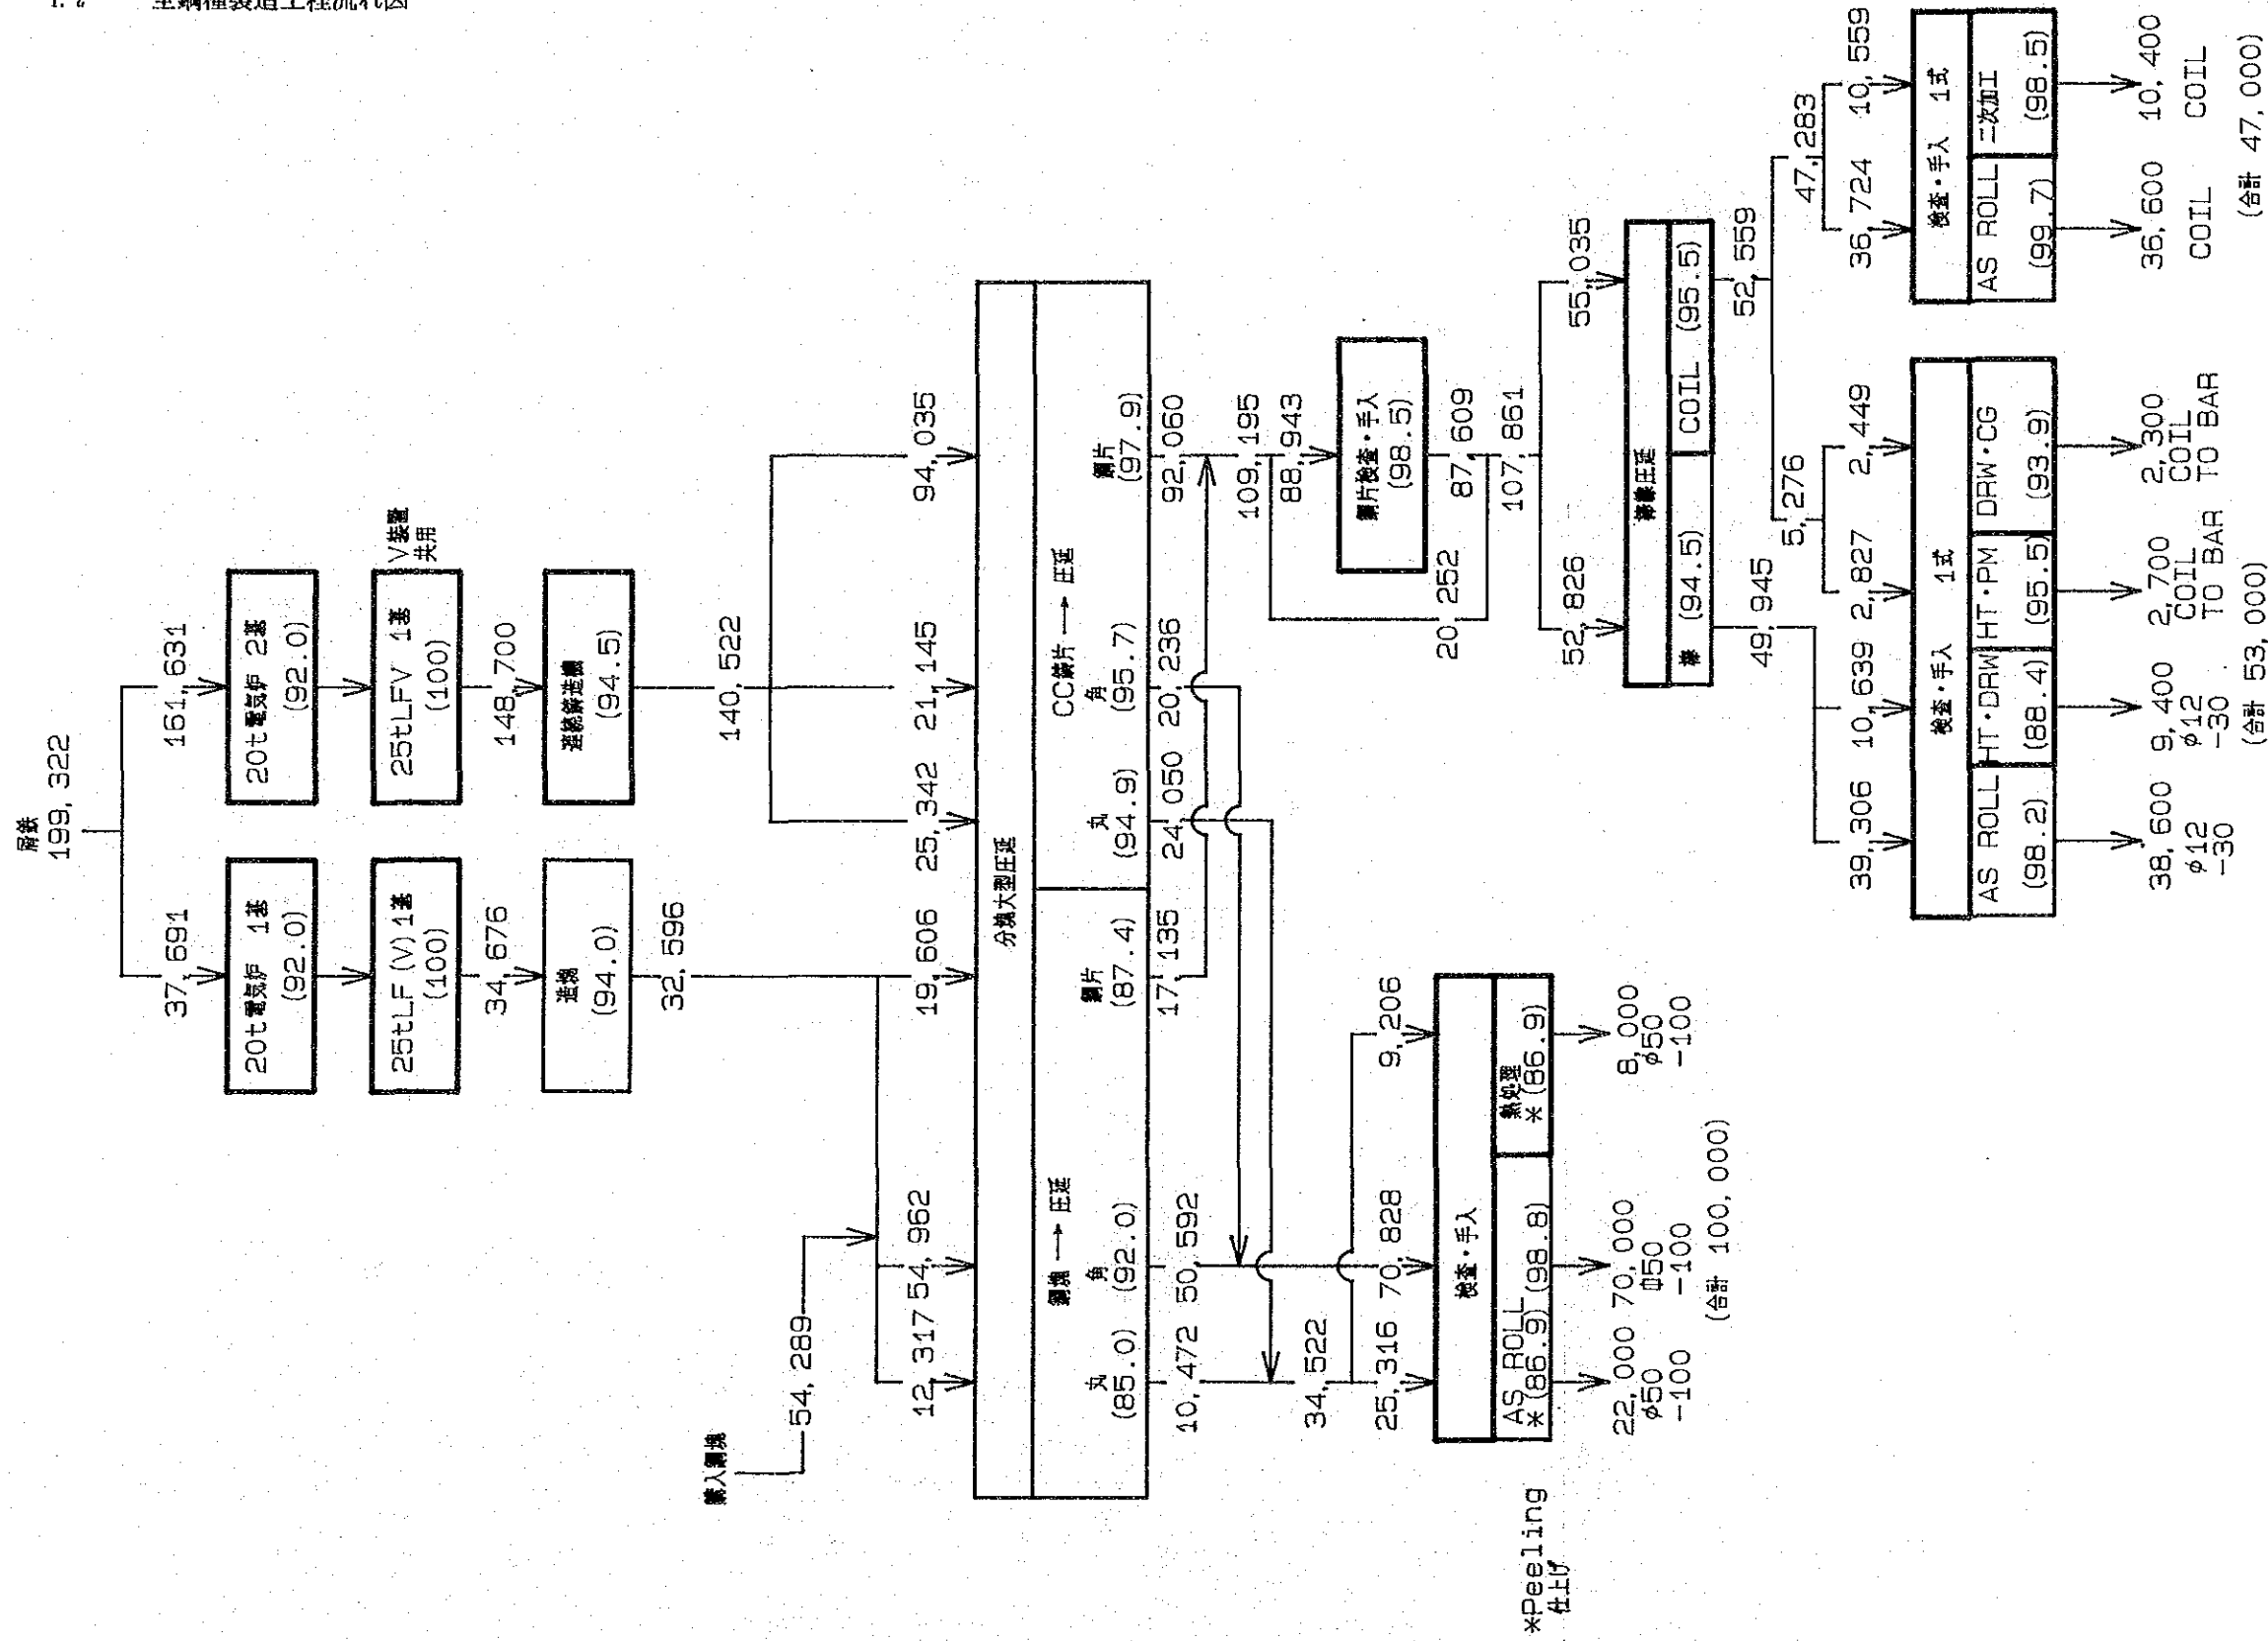 全鋼種製造工程流れ図
屑鉄
199,322
37,691
161,631
20t電気炉 1基
(92.0)
20t電気炉 2基
(92.0)
25tLF(V)1基
(100)
25tLFV 1基
(100)
V装置
共用
34,676
148,700
造塊
(94.0)
連続鋳造機
(94.5)
32,596
140,522
購入鋼塊
54,289
12,317
54,962
19,606
25,342
21,145
94,035
分塊大型圧延
鋼塊→圧延
CC鋳片→圧延
丸
(85.0)
角
(92.0)
鋼片
(87.4)
丸
(94.9)
角
(95.7)
鋼片
(97.9)
10,472
50,592
17,135
24,050
20,236
92,060
109,195
88,943
鋼片検査・手入
(98.5)
20,252
87,609
107,861
34,522
25,316
70,828
9,206
検査・手入
AS ROLL
*(86.9)
(98.8)
熱処理
*(86.9)
22,000
φ50
-100
70,000
□50
-100
8,000
φ50
-100
(合計 100,000)
*Peeling
仕上げ
52,826
55,035
棒線圧延
棒 (94.5)
COIL (95.5)
49,945
52,559
5,276
47,283
39,306
10,639
2,827
2,449
36,724
10,559
検査・手入 1式
AS ROLL
(98.2)
HT・DRW
(88.4)
HT・PM
(95.5)
DRW・CG
(93.9)
検査・手入 1式
AS ROLL
(99.7)
二次加工
(98.5)
38,600
φ12
-30
9,400
φ12
-30
2,700
COIL
TO BAR
2,300
COIL
TO BAR
(合計 53,000)
36,600
COIL
10,400
COIL
(合計 47,000)